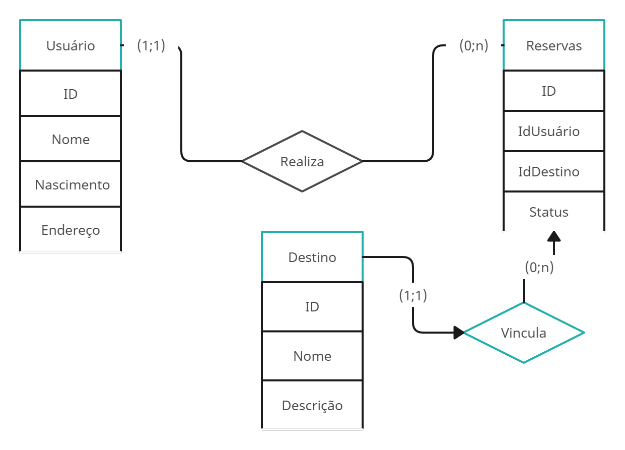 Usuário
ID
Nome
Nascimento
Endereço
(1;1)
Realiza
(0;n)
Reservas
ID
IdUsuário
IdDestino
Status
Destino
ID
Nome
Descrição
(1;1)
Vincula
(0;n)